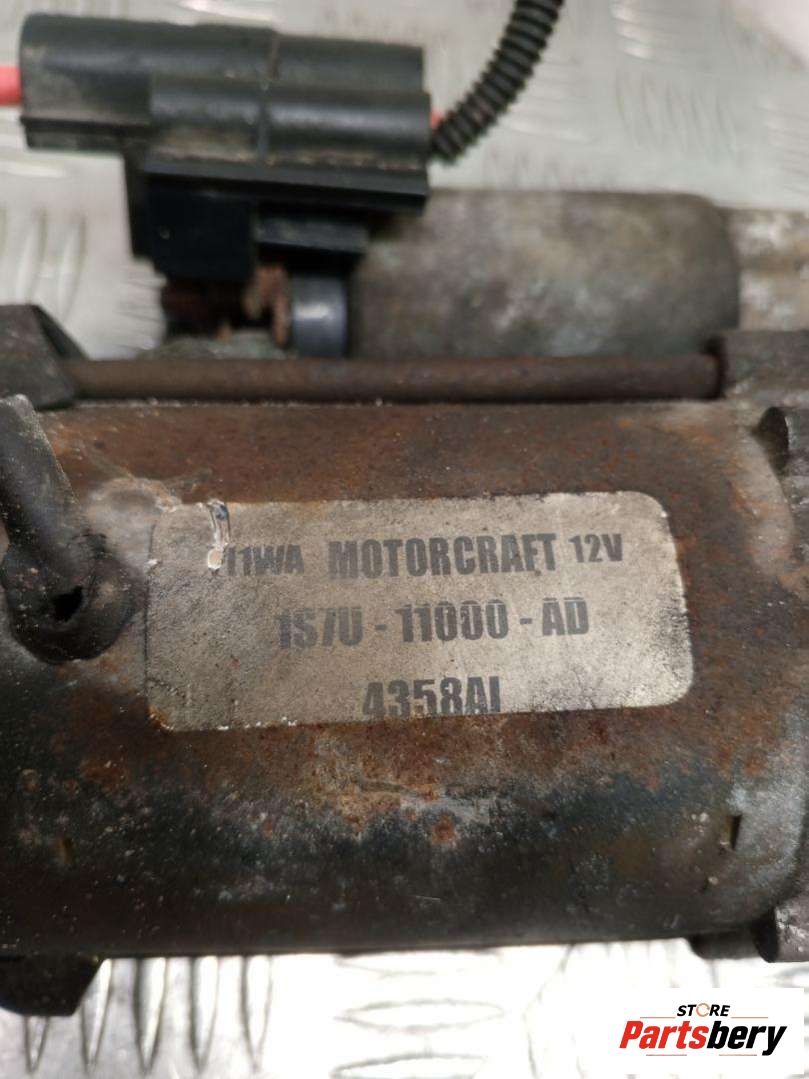 11WA MOTORCRAFT 12V
1S7U - 11000 - AD
4358AI
STORE
Partsbery